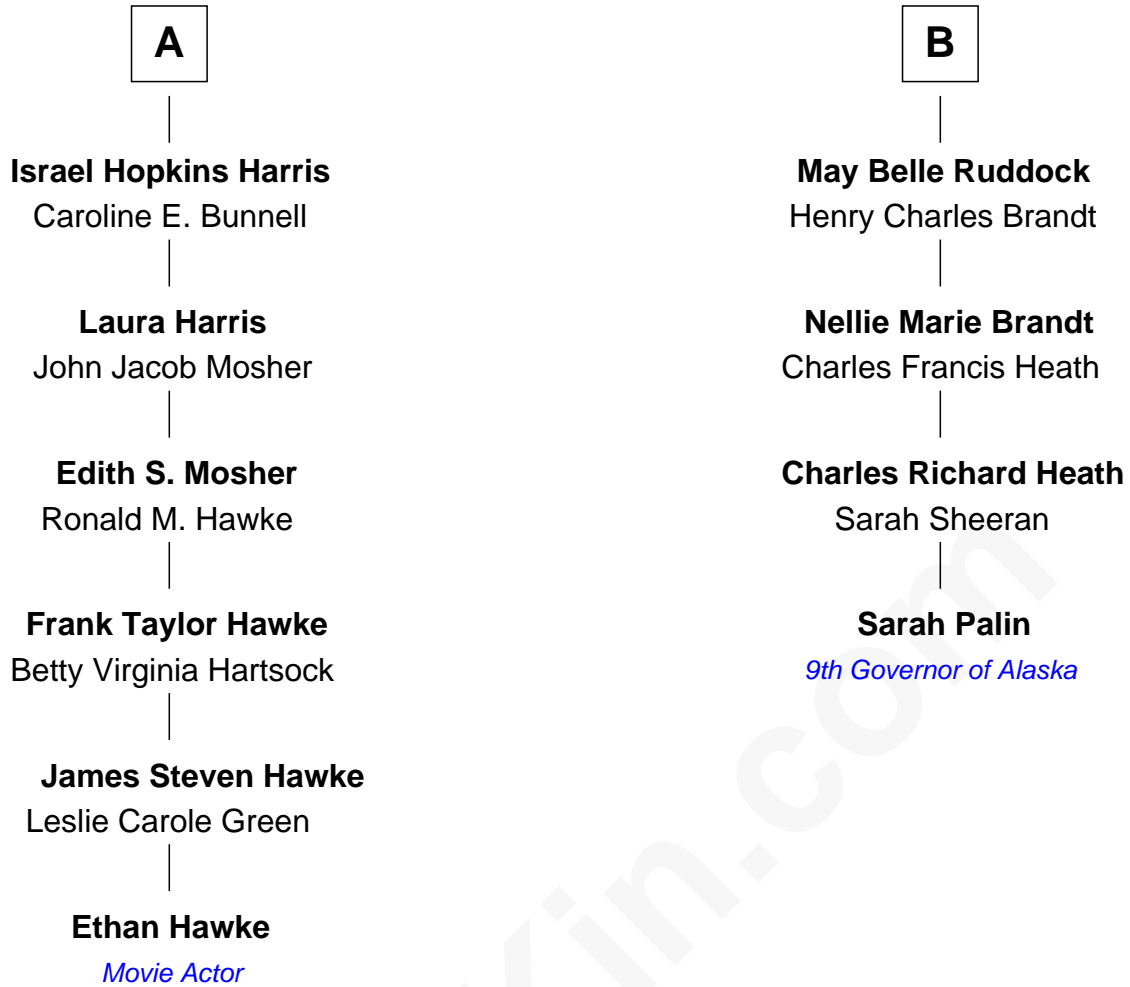 A
Israel Hopkins Harris
Caroline E. Bunnell
Laura Harris
John Jacob Mosher
Edith S. Mosher
Ronald M. Hawke
Frank Taylor Hawke
Betty Virginia Hartsock
James Steven Hawke
Leslie Carole Green
Ethan Hawke
Movie Actor
B
May Belle Ruddock
Henry Charles Brandt
Nellie Marie Brandt
Charles Francis Heath
Charles Richard Heath
Sarah Sheeran
Sarah Palin
9th Governor of Alaska